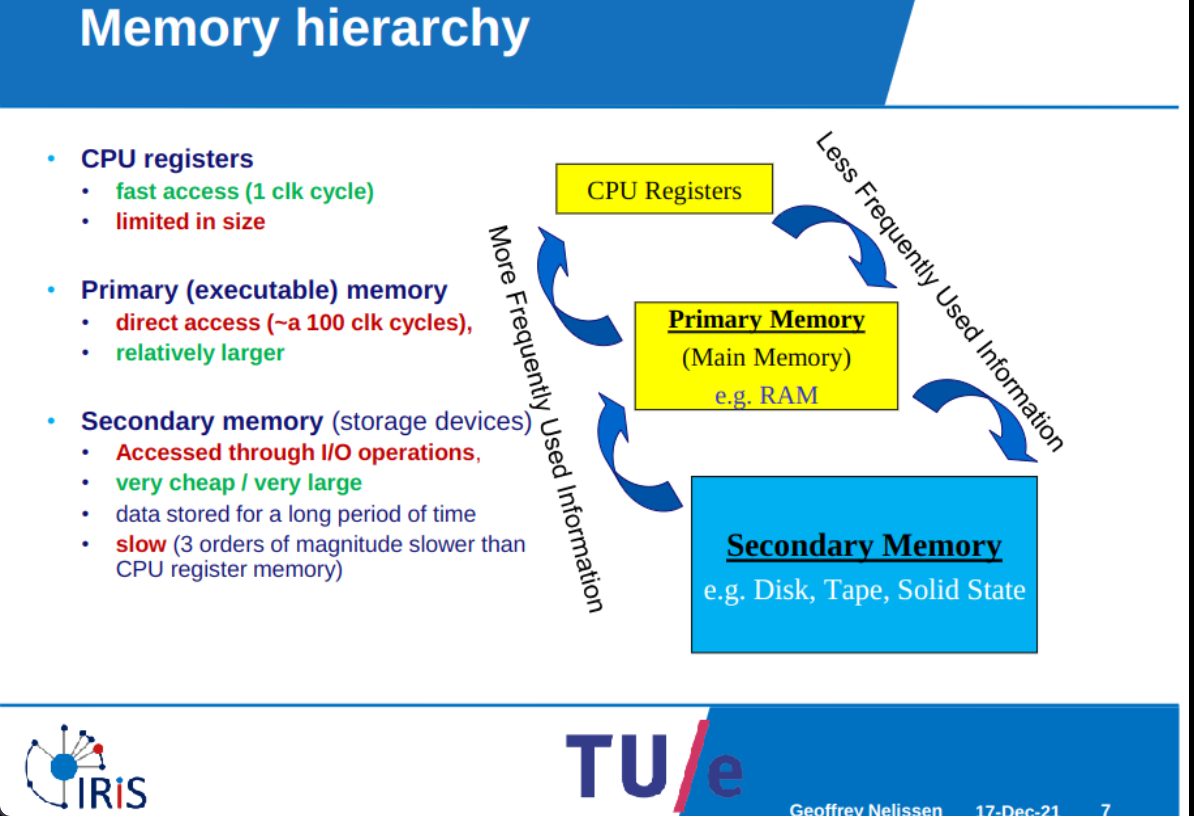 Memory hierarchy
• CPU registers
• fast access (1 clk cycle)
• limited in size
• Primary (executable) memory
• direct access (~a 100 clk cycles),
• relatively larger
• Secondary memory (storage devices)
• Accessed through I/O operations,
• very cheap / very large
• data stored for a long period of time
• slow (3 orders of magnitude slower than
CPU register memory)
CPU Registers
Less Frequently Used Information
More Frequently Used Information
Primary Memory
(Main Memory)
e.g. RAM
Secondary Memory
e.g. Disk, Tape, Solid State
IRiS
TU/e
Geoffrey Nelissen 17-Dec-21 7